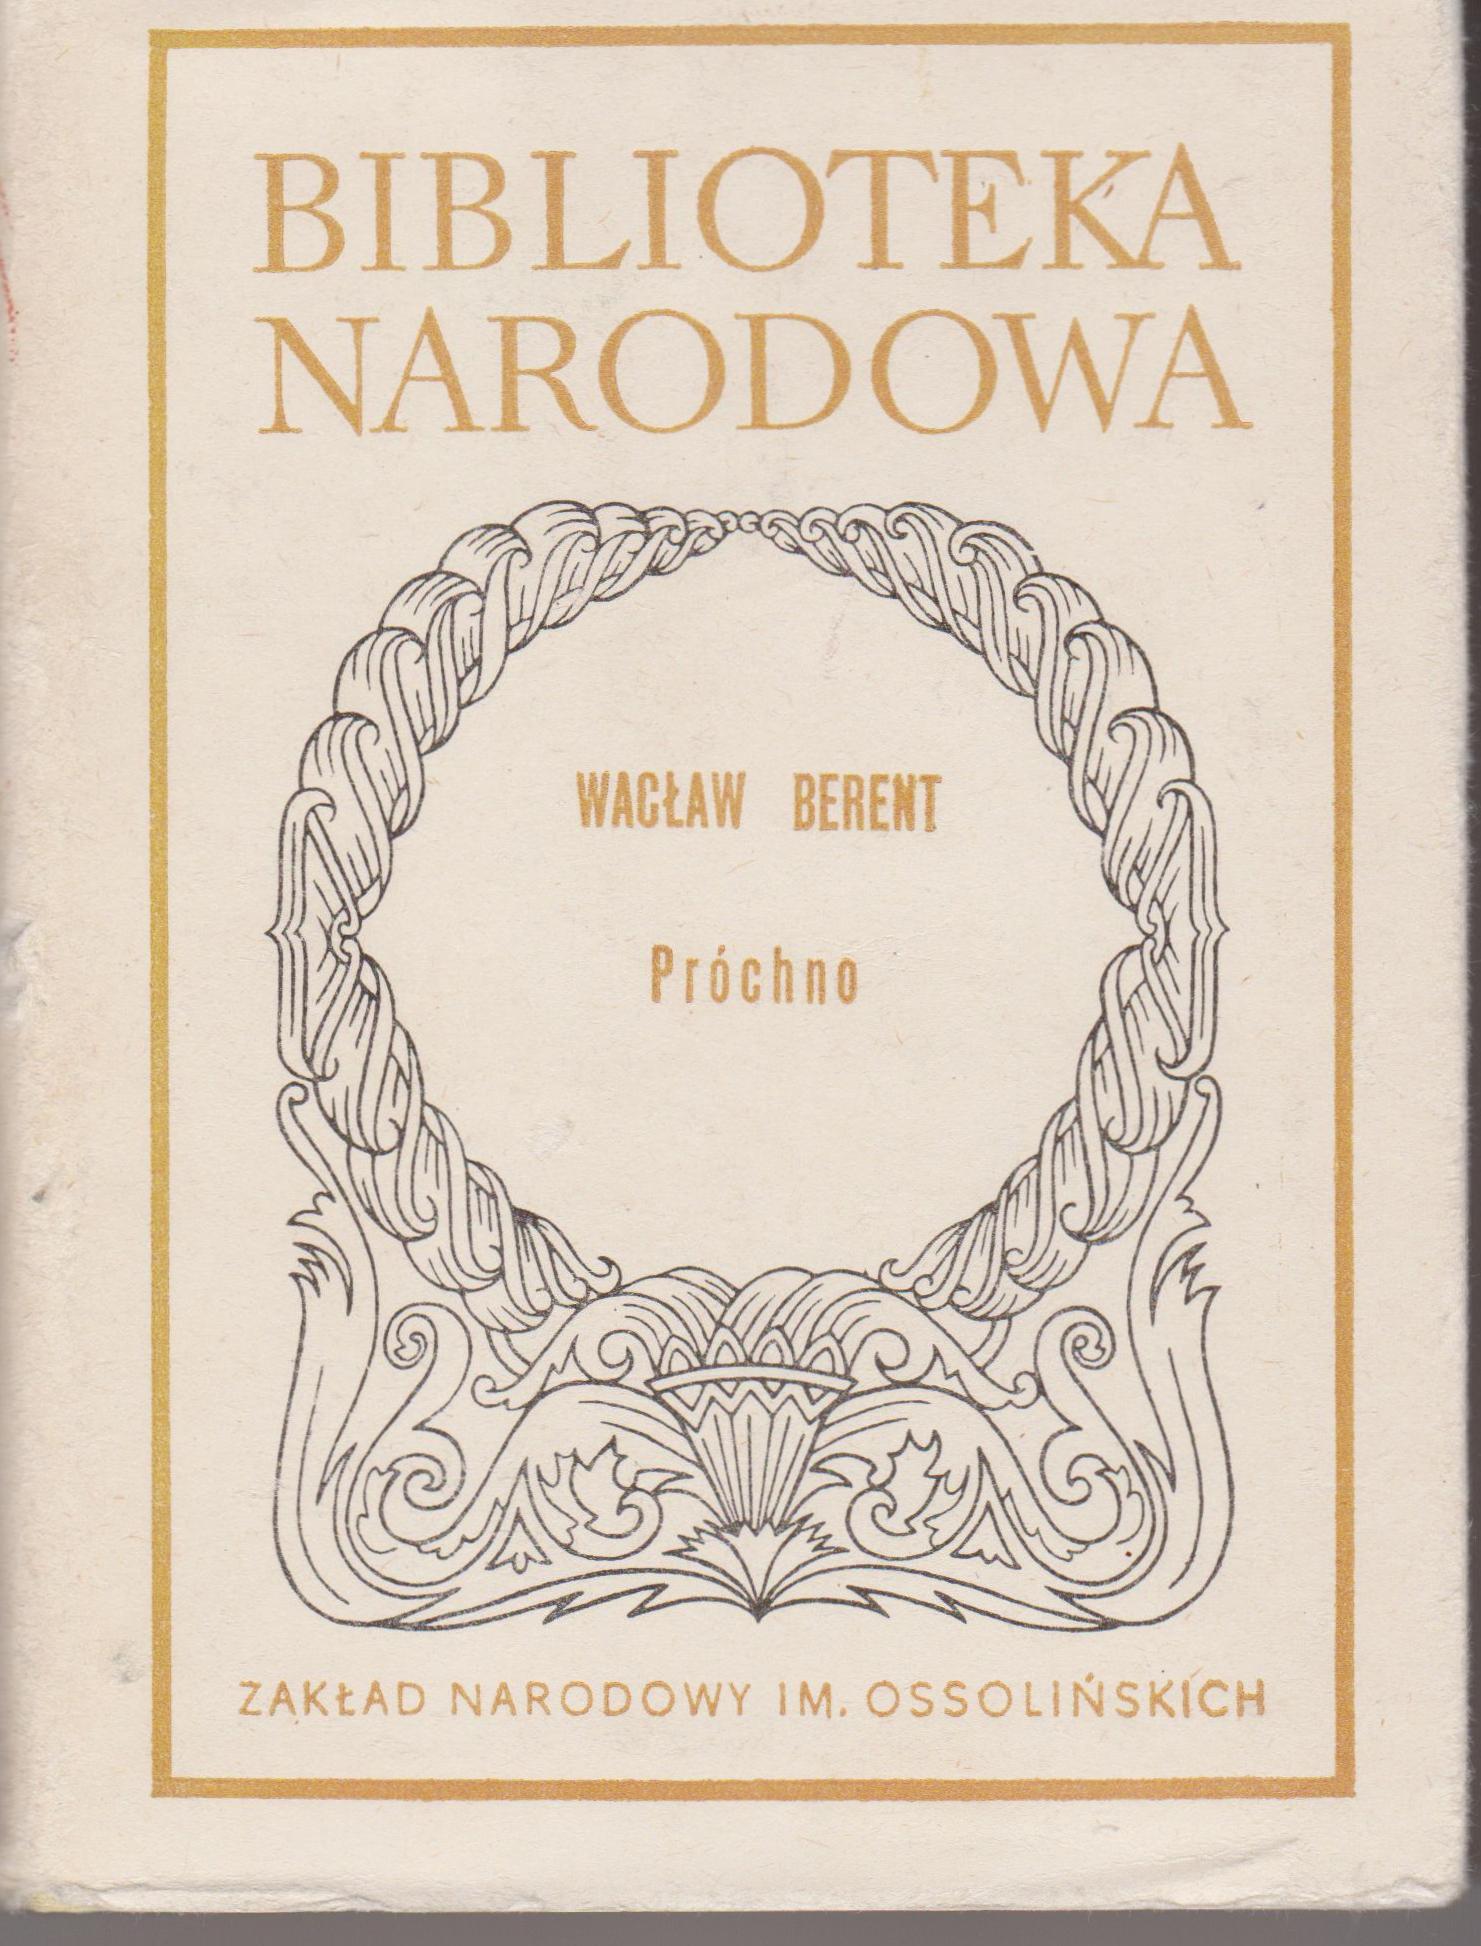 BIBLIOTEKA
NARODOWA
WACŁAW BERENT
Próchno
ZAKŁAD NARODOWY IM. OSSOLIŃSKICH